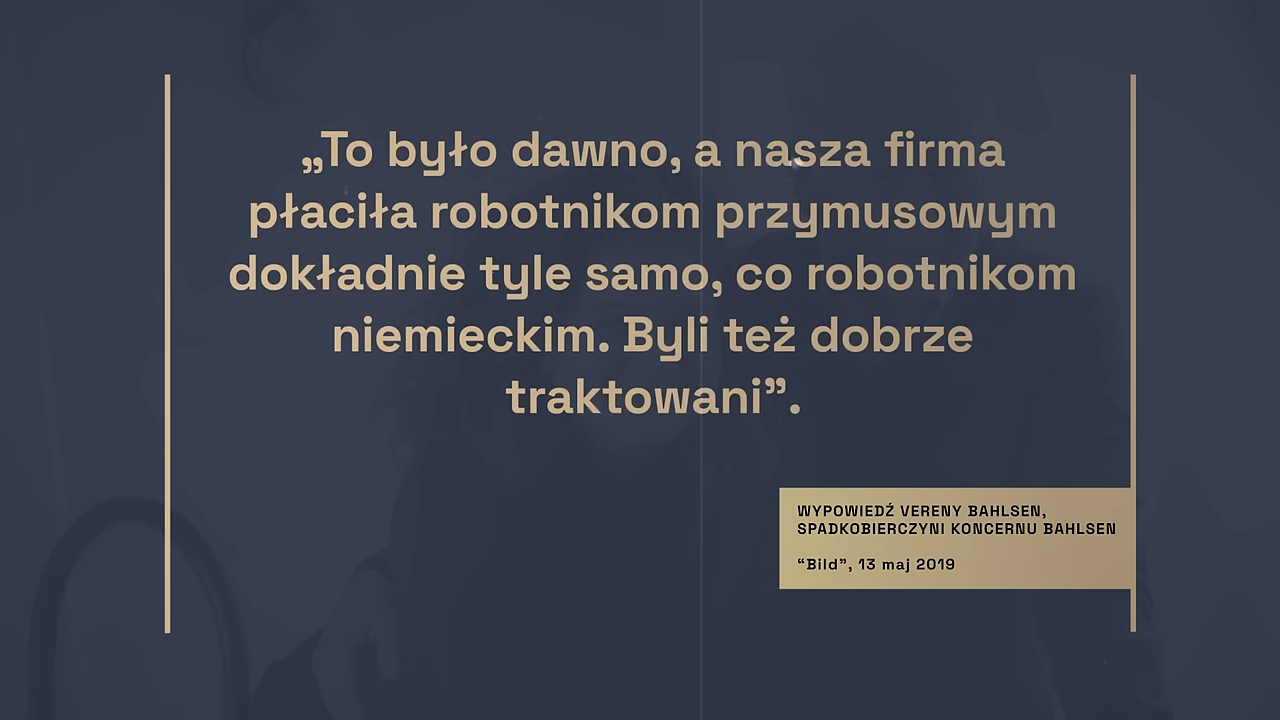 „To było dawno, a nasza firma
płaciła robotnikom przymusowym
dokładnie tyle samo, co robotnikom
niemieckim. Byli też dobrze
traktowani”.
WYPOWIEDŹ VERENY BAHLSEN,
SPADKOBIERCZYNI KONCERNU BAHLSEN
“Bild”, 13 maj 2019